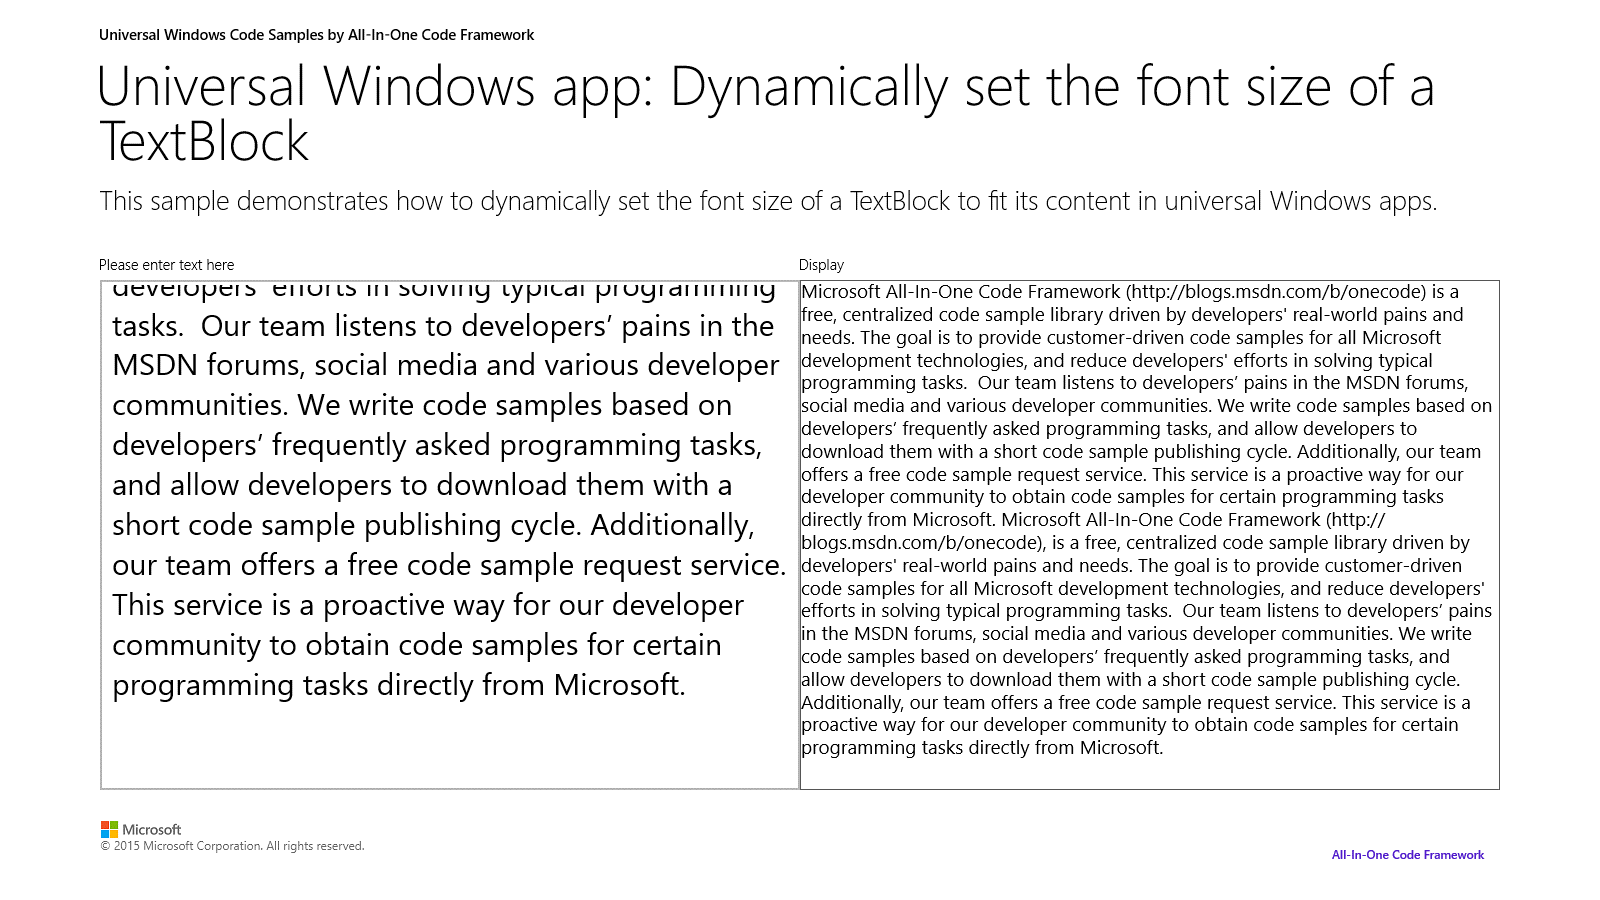 Universal Windows Code Samples by All-In-One Code Framework
Universal Windows app: Dynamically set the font size of a
TextBlock
This sample demonstrates how to dynamically set the font size of a TextBlock to fit its content in universal Windows apps.
Please enter text here
developers' efforts in solving typical programming
tasks.  Our team listens to developers’ pains in the
MSDN forums, social media and various developer
communities. We write code samples based on
developers’ frequently asked programming tasks,
and allow developers to download them with a
short code sample publishing cycle. Additionally,
our team offers a free code sample request service.
This service is a proactive way for our developer
community to obtain code samples for certain
programming tasks directly from Microsoft.
Display
Microsoft All-In-One Code Framework (http://blogs.msdn.com/b/onecode) is a
free, centralized code sample library driven by developers' real-world pains and
needs. The goal is to provide customer-driven code samples for all Microsoft
development technologies, and reduce developers' efforts in solving typical
programming tasks.  Our team listens to developers’ pains in the MSDN forums,
social media and various developer communities. We write code samples based on
developers’ frequently asked programming tasks, and allow developers to
download them with a short code sample publishing cycle. Additionally, our team
offers a free code sample request service. This service is a proactive way for our
developer community to obtain code samples for certain programming tasks
directly from Microsoft. Microsoft All-In-One Code Framework (http://
blogs.msdn.com/b/onecode), is a free, centralized code sample library driven by
developers' real-world pains and needs. The goal is to provide customer-driven
code samples for all Microsoft development technologies, and reduce developers'
efforts in solving typical programming tasks.  Our team listens to developers’ pains
in the MSDN forums, social media and various developer communities. We write
code samples based on developers’ frequently asked programming tasks, and
allow developers to download them with a short code sample publishing cycle.
Additionally, our team offers a free code sample request service. This service is a
proactive way for our developer community to obtain code samples for certain
programming tasks directly from Microsoft.
Microsoft
© 2015 Microsoft Corporation. All rights reserved.
All-In-One Code Framework